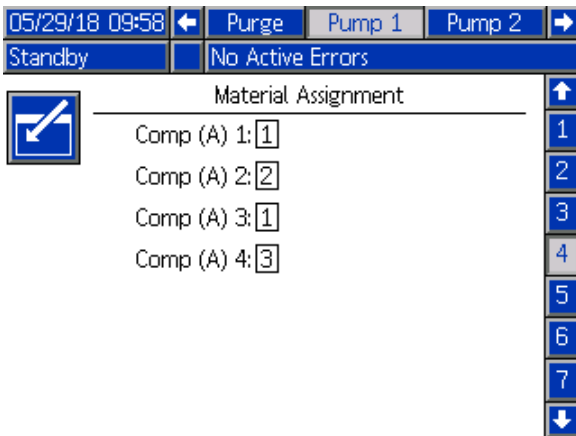 05/29/18 09:58 Purge Pump 1 Pump 2
Standby No Active Errors
Material Assignment
Comp (A) 1: 1
Comp (A) 2: 2
Comp (A) 3: 1
Comp (A) 4: 3
1
2
3
4
5
6
7